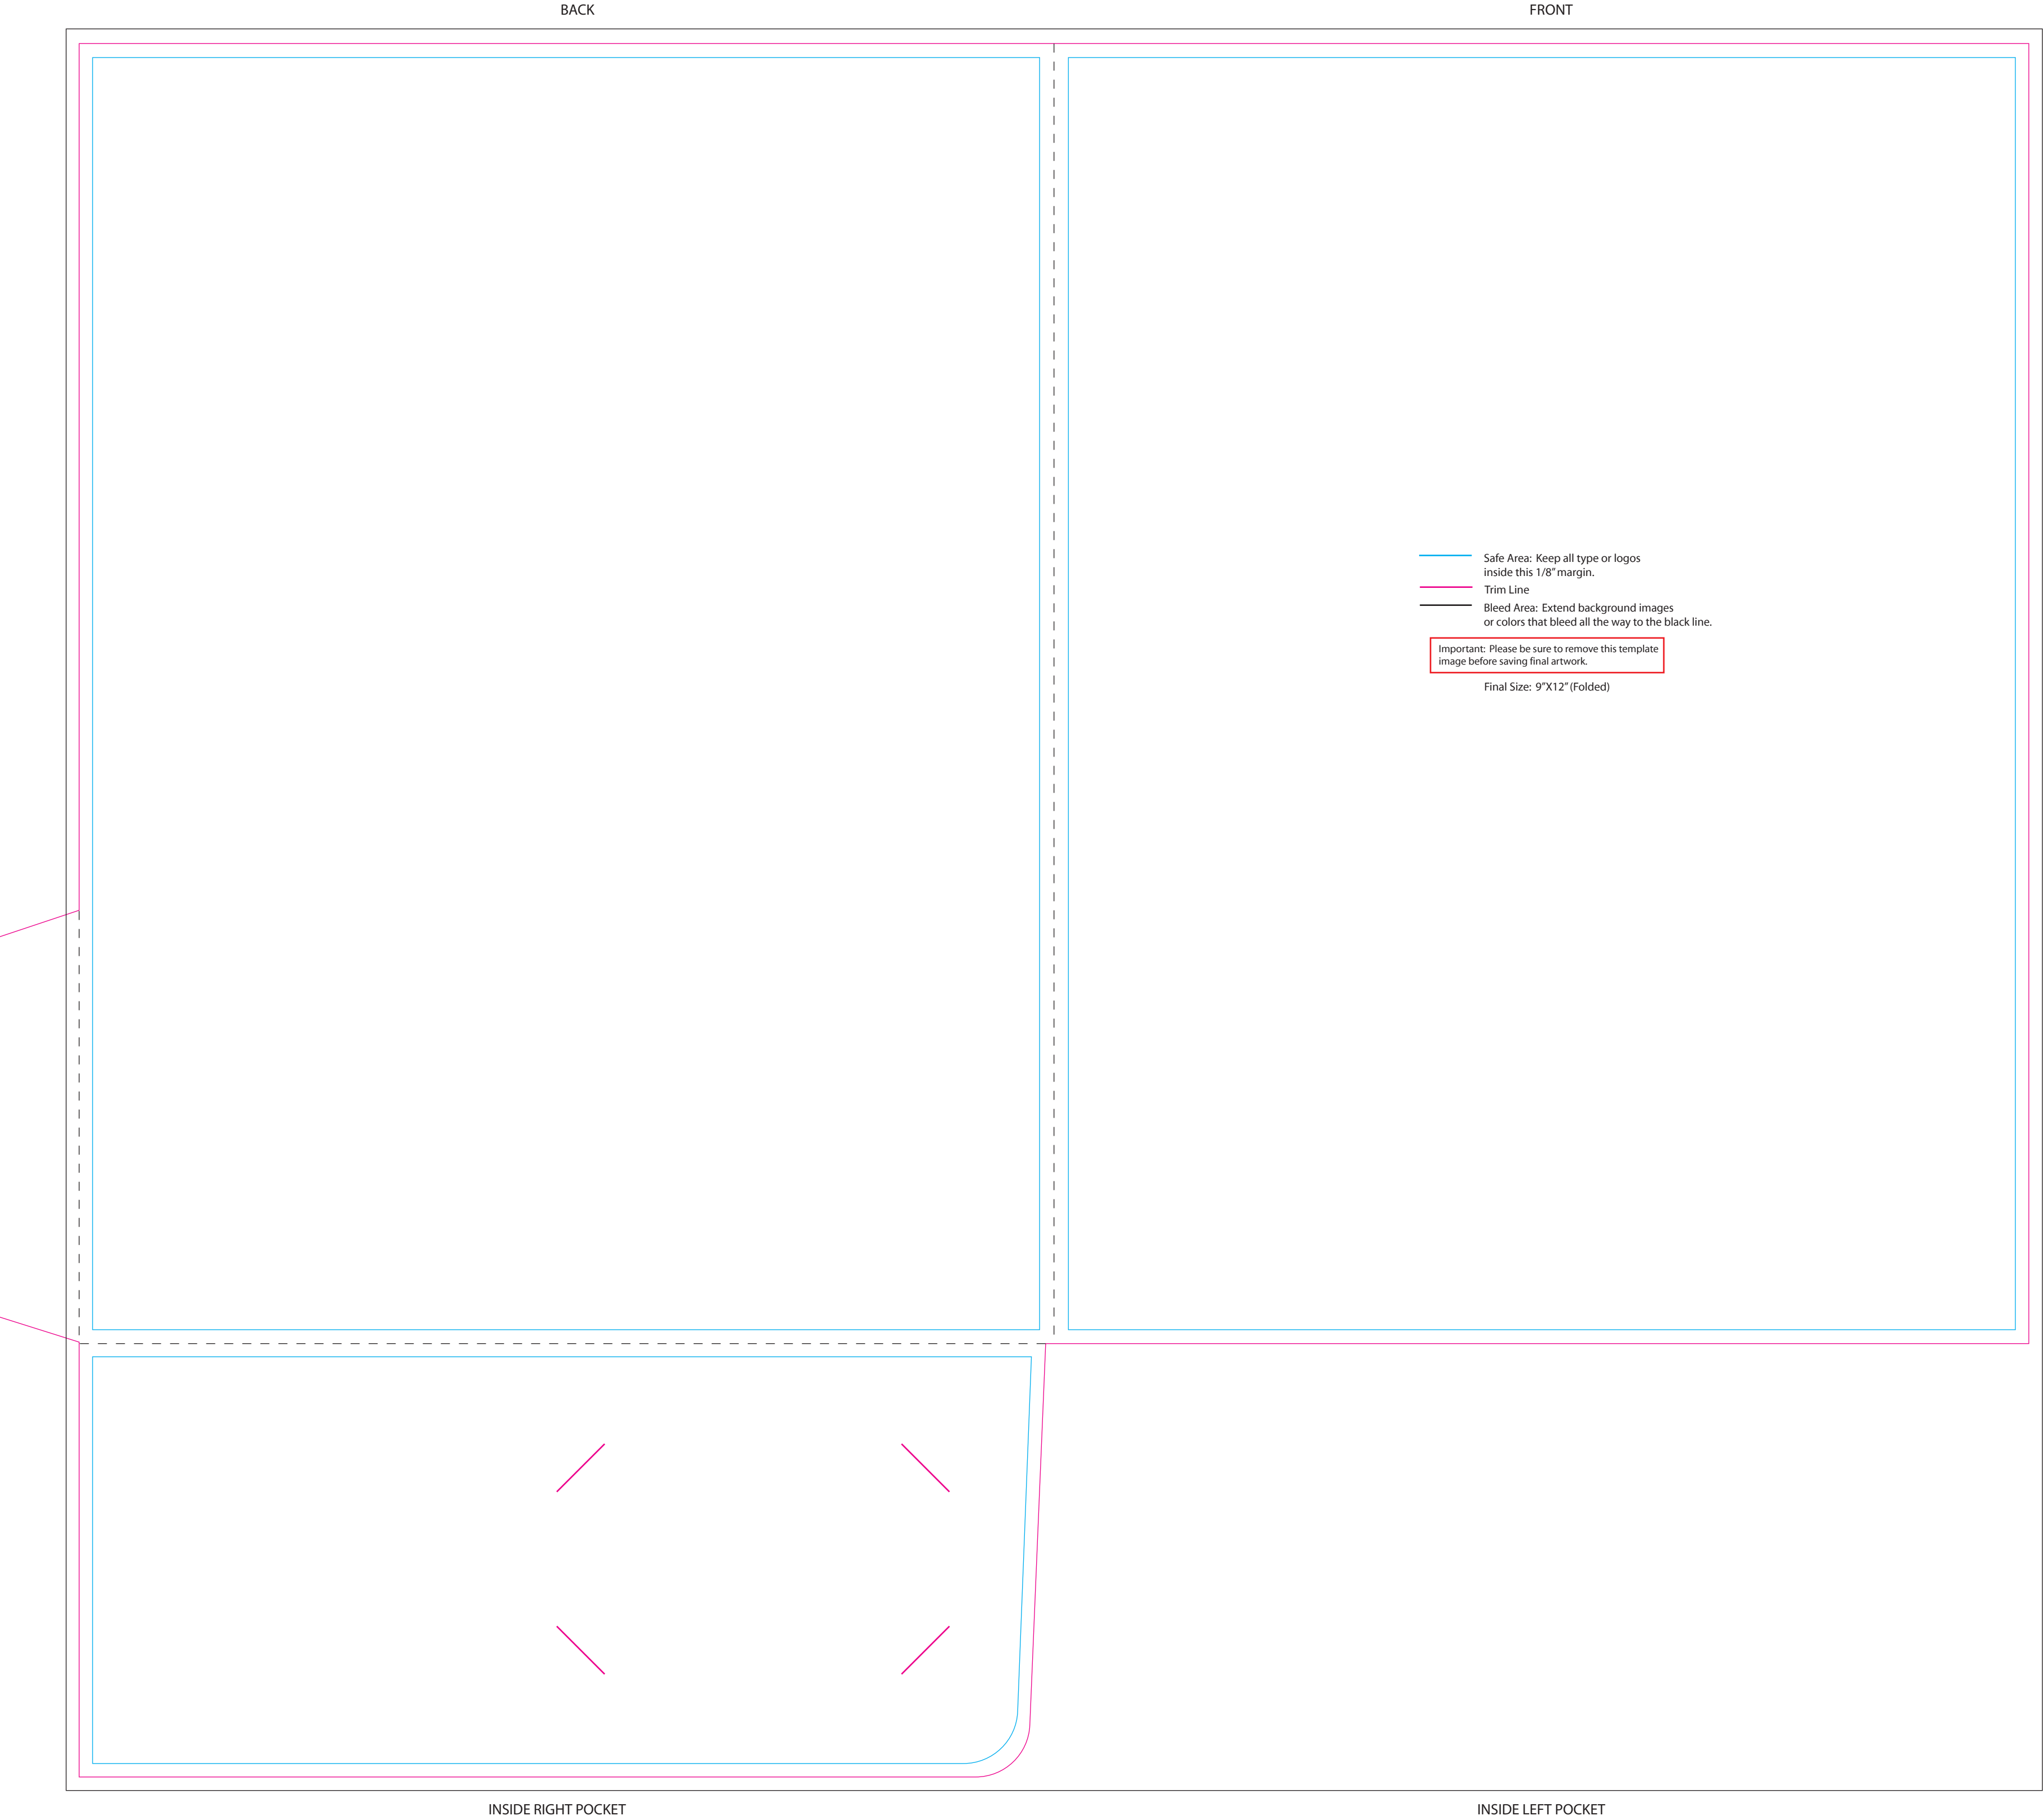 BACK
FRONT
Safe Area: Keep all type or logos
inside this 1/8" margin.
Trim Line
Bleed Area: Extend background images
or colors that bleed all the way to the black line.
Important: Please be sure to remove this template
image before saving final artwork.
Final Size: 9"X12" (Folded)
INSIDE RIGHT POCKET
INSIDE LEFT POCKET